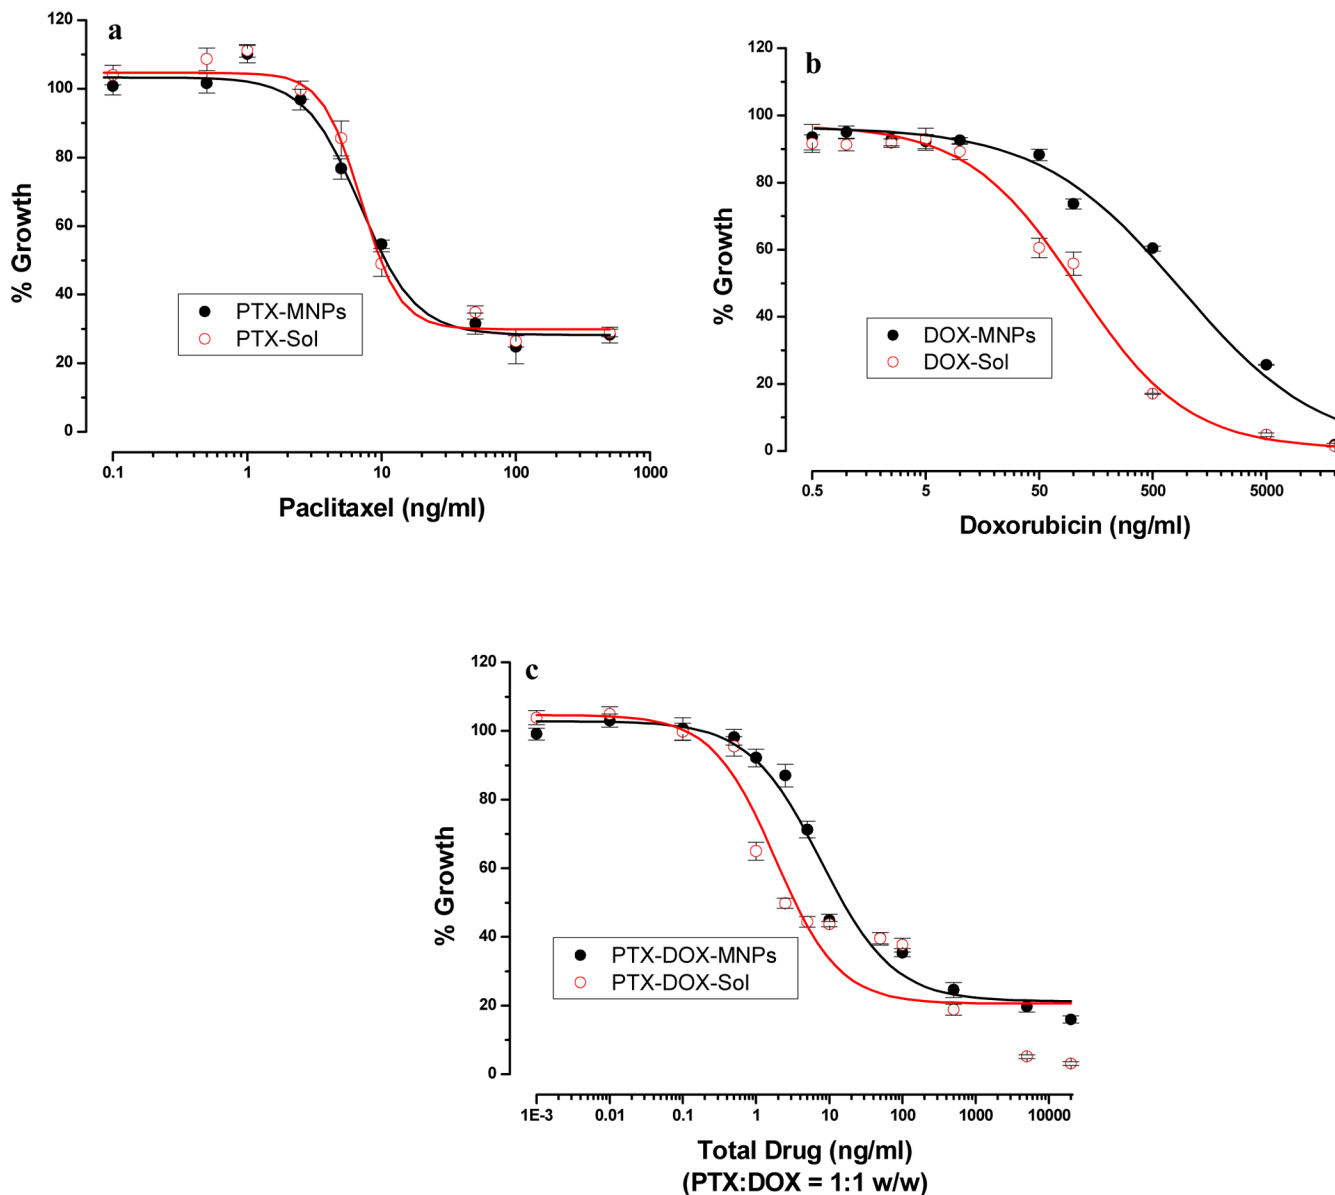 a
120
100
80
60
40
20
0
% Growth
PTX-MNPs
PTX-Sol
0.1
1
10
100
1000
Paclitaxel (ng/ml)
b
120
100
80
60
40
20
0
% Growth
DOX-MNPs
DOX-Sol
0.5
5
50
500
5000
Doxorubicin (ng/ml)
c
120
100
80
60
40
20
0
% Growth
PTX-DOX-MNPs
PTX-DOX-Sol
1E-3
0.01
0.1
1
10
100
1000
10000
Total Drug (ng/ml)
(PTX:DOX = 1:1 w/w)